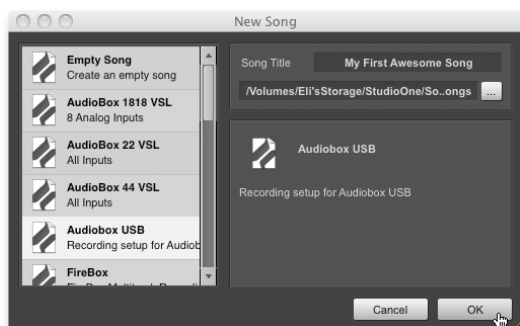 New Song
Empty Song
Create an empty song
AudioBox 1818 VSL
8 Analog Inputs
AudioBox 22 VSL
All Inputs
AudioBox 44 VSL
All Inputs
Audiobox USB
Recording setup for Audiob
FireBox
Song Title
My First Awesome Song
/Volumes/Eli'sStorage/StudioOne/So..ongs
...
Audiobox USB
Recording setup for Audiobox USB
Cancel
OK